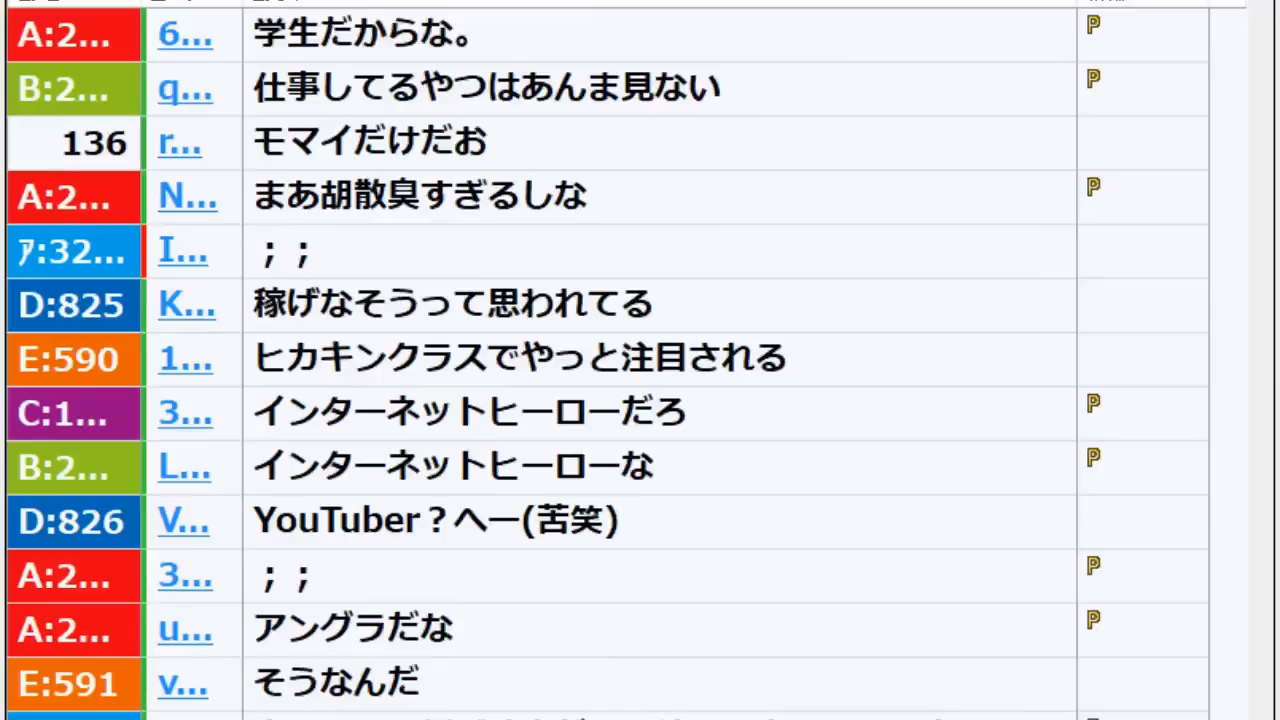 A:2... 6... 学生だからな。 P
B:2... q... 仕事してるやつはあんま見ない P
136 r... モマイだけだお
A:2... N... まあ胡散臭すぎるしな P
ｱ:32... I... ；；
D:825 K... 稼げなそうって思われてる
E:590 1... ヒカキンクラスでやっと注目される
C:1... 3... インターネットヒーローだろ P
B:2... L... インターネットヒーローな P
D:826 V... YouTuber？へー(苦笑)
A:2... 3... ；； P
A:2... u... アングラだな P
E:591 v... そうなんだ